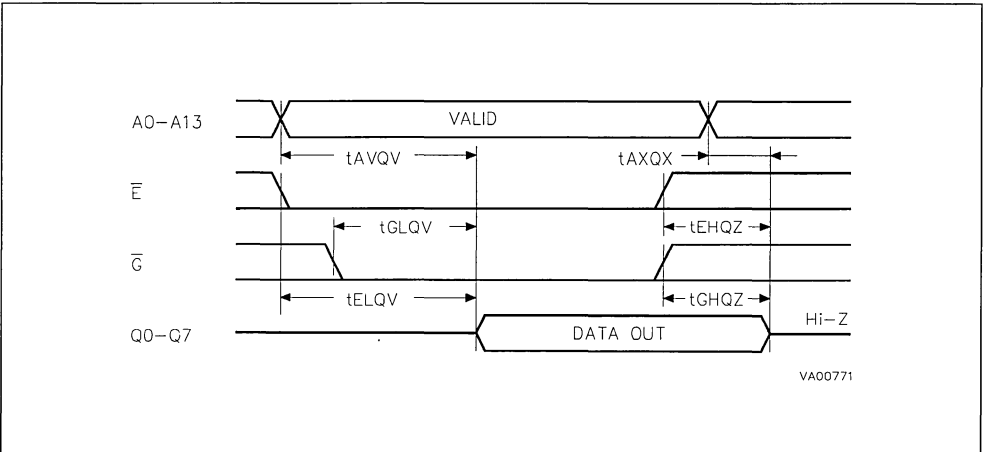 A0-A13
VALID
tAVQV
tAXQX
E
tGLQV
tEHQZ
G
tELQV
tGHQZ
Q0-Q7
DATA OUT
Hi-Z
VA00771